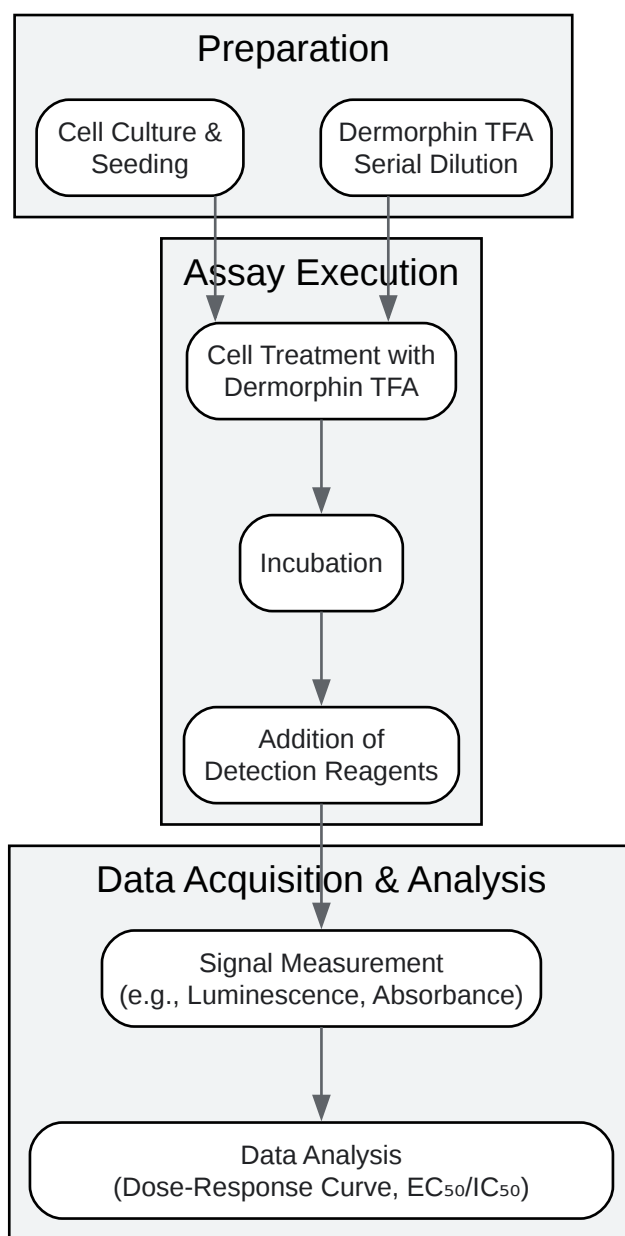 Preparation
Cell Culture &
Seeding
Dermorphin TFA
Serial Dilution
Assay Execution
Cell Treatment with
Dermorphin TFA
Incubation
Addition of
Detection Reagents
Data Acquisition & Analysis
Signal Measurement
(e.g., Luminescence, Absorbance)
Data Analysis
(Dose-Response Curve, EC₅₀/IC₅₀)